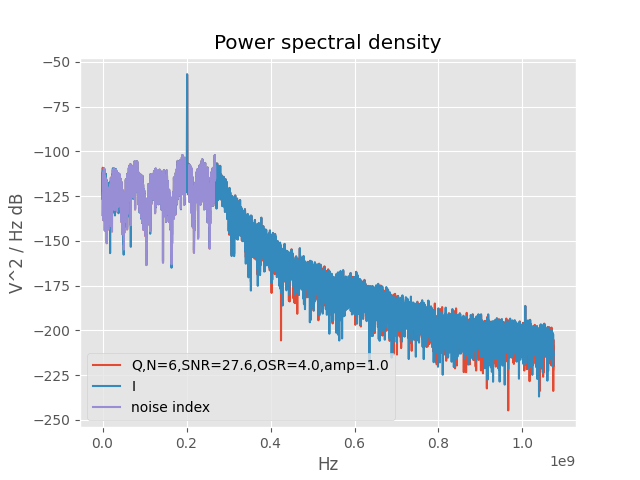 Power spectral density
V^2 / Hz dB
−50
−75
−100
−125
−150
−175
−200
−225
−250
Q,N=6,SNR=27.6,OSR=4.0,amp=1.0
I
noise index
0.0 0.2 0.4 0.6 0.8 1.0
1e9
Hz